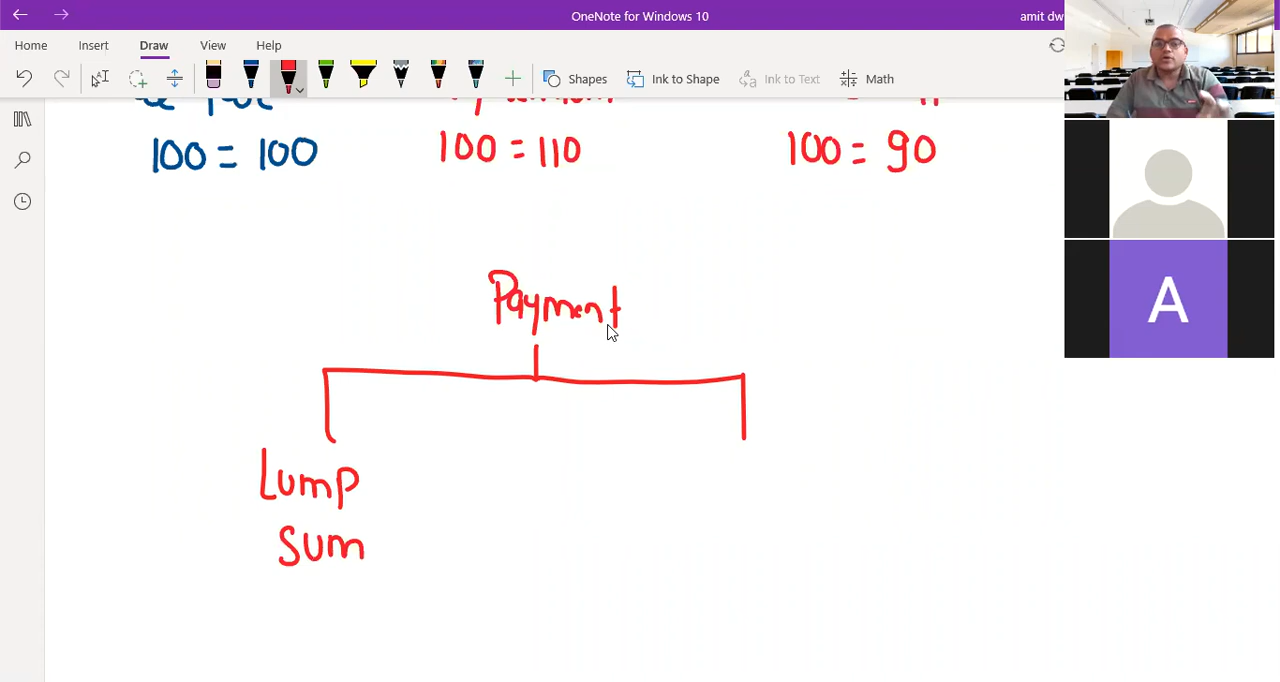 OneNote for Windows 10
amit dw
Home Insert Draw View Help
Shapes Ink to Shape Ink to Text Math
100 = 100
100 = 110
100 = 90
Payment
Lump
Sum
A